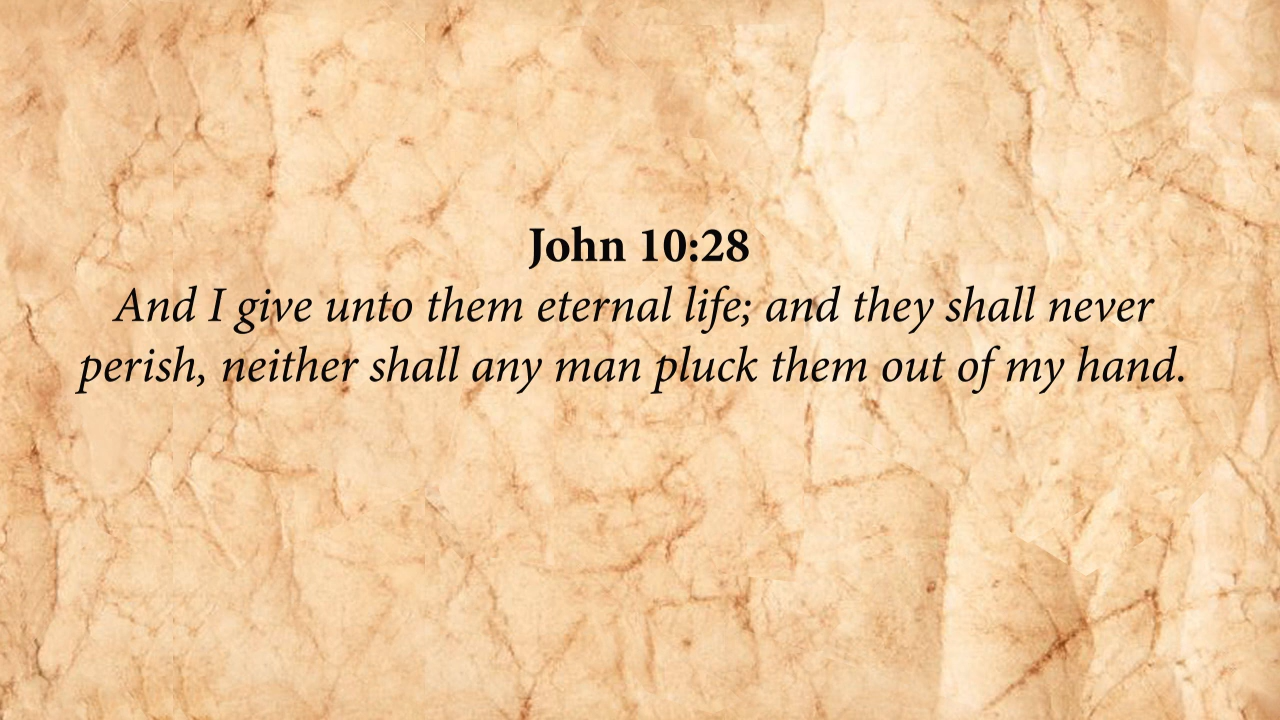 John 10:28
And I give unto them eternal life; and they shall never
perish, neither shall any man pluck them out of my hand.